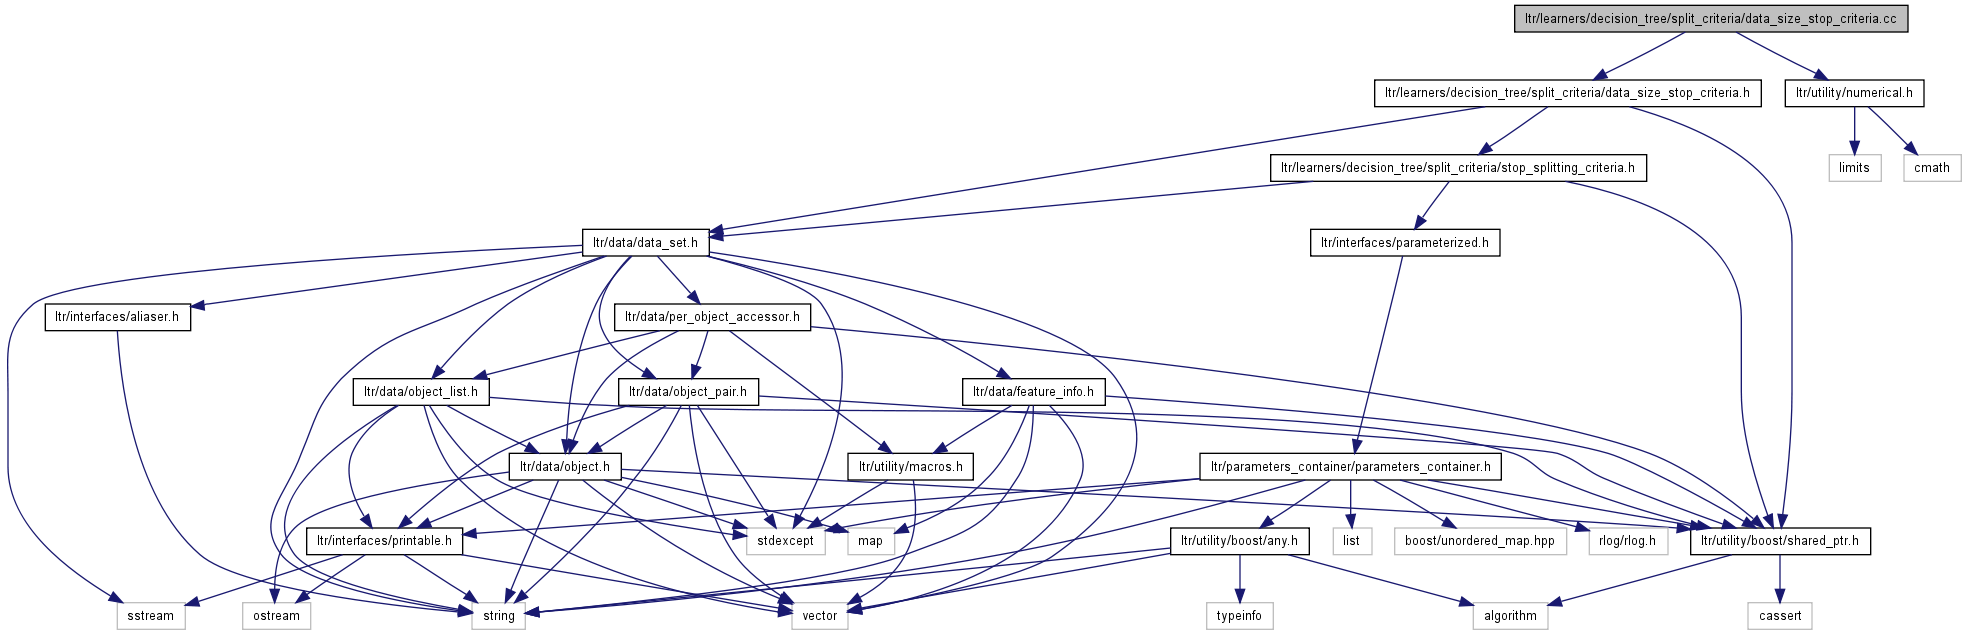 ltr/learners/decision_tree/split_criteria/data_size_stop_criteria.cc
ltr/learners/decision_tree/split_criteria/data_size_stop_criteria.h
ltr/utility/numerical.h
ltr/learners/decision_tree/split_criteria/stop_splitting_criteria.h
limits
cmath
ltr/data/data_set.h
ltr/interfaces/parameterized.h
ltr/interfaces/aliaser.h
ltr/data/per_object_accessor.h
ltr/data/object_list.h
ltr/data/object_pair.h
ltr/data/feature_info.h
ltr/data/object.h
ltr/utility/macros.h
ltr/parameters_container/parameters_container.h
ltr/interfaces/printable.h
stdexcept
map
ltr/utility/boost/any.h
list
boost/unordered_map.hpp
rlog/rlog.h
ltr/utility/boost/shared_ptr.h
sstream
ostream
string
vector
typeinfo
algorithm
cassert